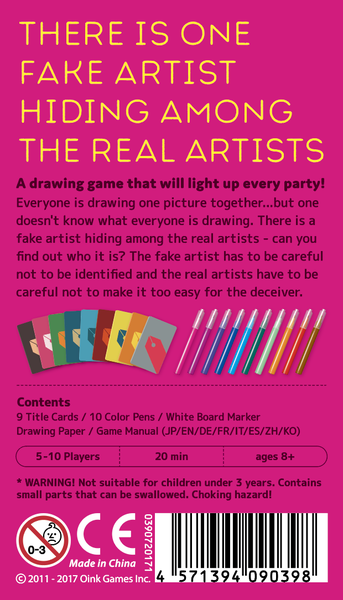 THERE IS ONE
FAKE ARTIST
HIDING AMONG
THE REAL ARTISTS
A drawing game that will light up every party!
Everyone is drawing one picture together...but one
doesn't know what everyone is drawing. There is a
fake artist hiding among the real artists - can you
find out who it is? The fake artist has to be careful
not to be identified and the real artists have to be
careful not to make it too easy for the deceiver.
Contents
9 Title Cards / 10 Color Pens / White Board Marker
Drawing Paper / Game Manual (JP/EN/DE/FR/IT/ES/ZH/KO)
5-10 Players 20 min ages 8+
* WARNING! Not suitable for children under 3 years. Contains
small parts that can be swallowed. Choking hazard!
0-3
CE
Made in China
© 2011 - 2017 Oink Games Inc.
0390720171
4 571394 090398